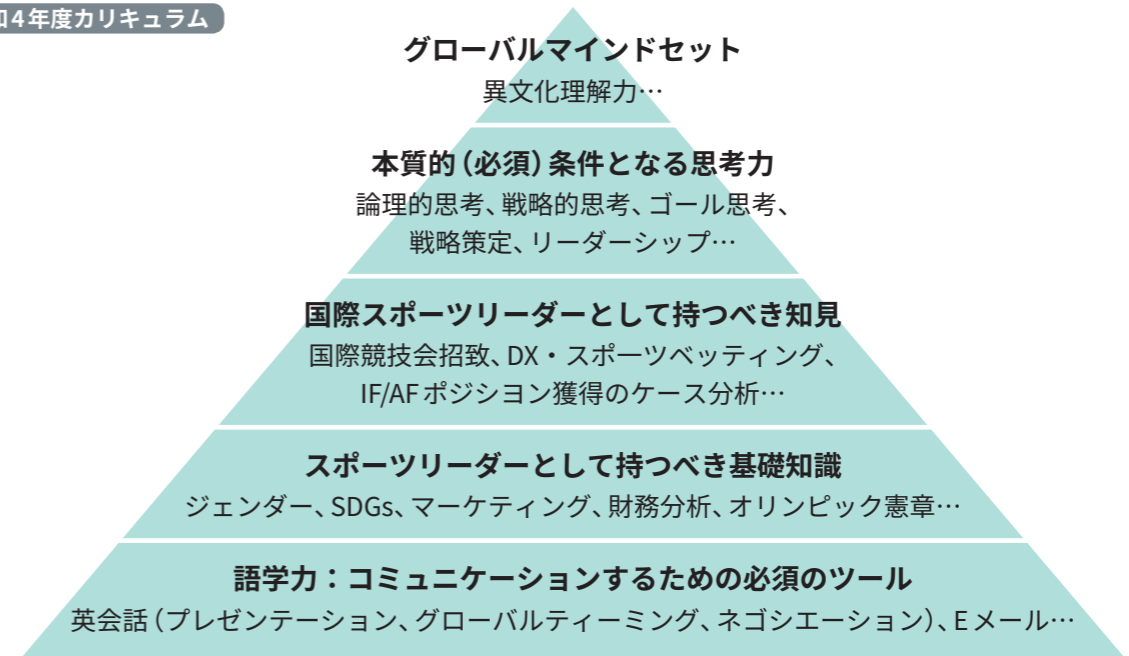 和4年度カリキュラム
グローバルマインドセット
異文化理解力…
本質的（必須）条件となる思考力
論理的思考、戦略的思考、ゴール思考、
戦略策定、リーダーシップ…
国際スポーツリーダーとして持つべき知見
国際競技会招致、DX・スポーツベッティング、
IF/AFポジション獲得のケース分析…
スポーツリーダーとして持つべき基礎知識
ジェンダー、SDGs、マーケティング、財務分析、オリンピック憲章…
語学力：コミュニケーションするための必須のツール
英会話（プレゼンテーション、グローバルティーミング、ネゴシエーション）、Eメール…